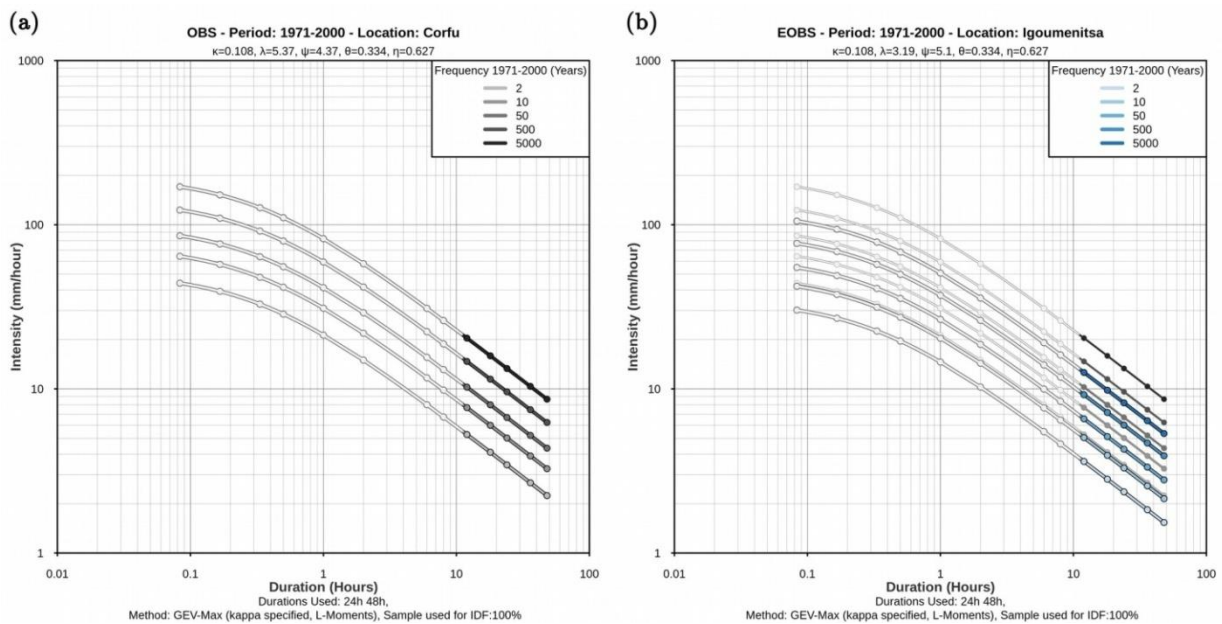 (a)
OBS - Period: 1971-2000 - Location: Corfu
κ=0.108, λ=5.37, ψ=4.37, θ=0.334, η=0.627
Frequency 1971-2000 (Years)
2
10
50
500
5000
Intensity (mm/hour)
1000
100
10
1
0.01
0.1
1
10
100
Duration (Hours)
Durations Used: 24h 48h,
Method: GEV-Max (kappa specified, L-Moments), Sample used for IDF:100%
(b)
EOBS - Period: 1971-2000 - Location: Igoumenitsa
κ=0.108, λ=3.19, ψ=5.1, θ=0.334, η=0.627
Frequency 1971-2000 (Years)
2
10
50
500
5000
Intensity (mm/hour)
1000
100
10
1
0.01
0.1
1
10
100
Duration (Hours)
Durations Used: 24h 48h,
Method: GEV-Max (kappa specified, L-Moments), Sample used for IDF:100%